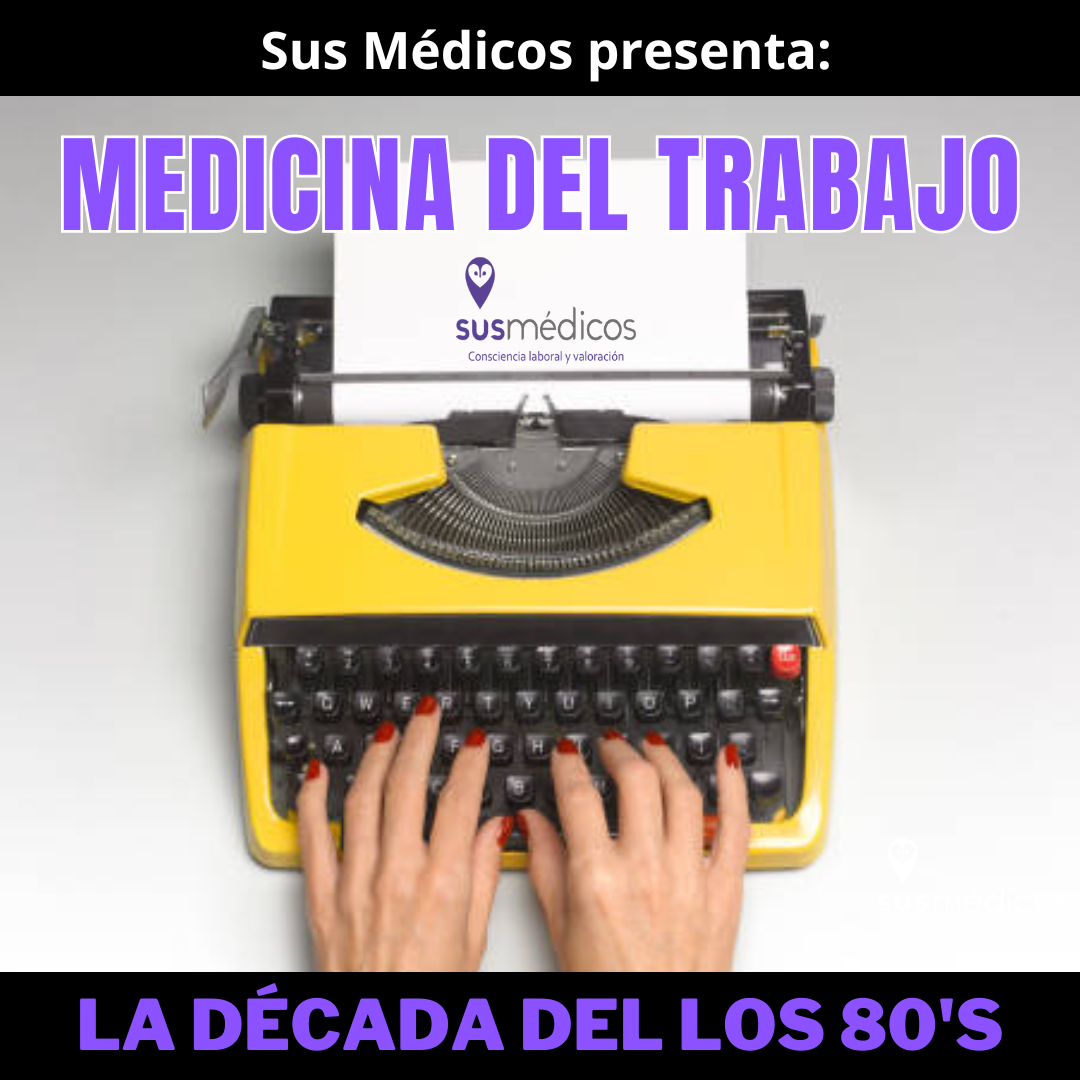 Sus Médicos presenta:
MEDICINA DEL TRABAJO
susmédicos
Consciencia laboral y valoración
Q W E R T Y U I O P
A F G H
B
LA DÉCADA DEL LOS 80'S